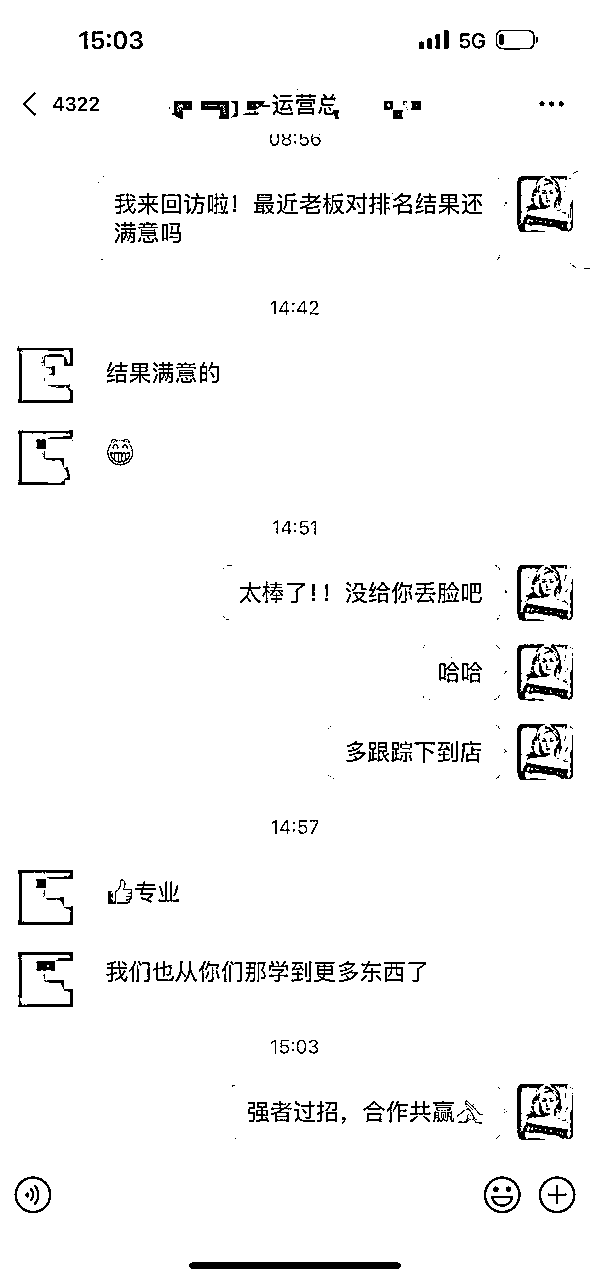 15:03
5G
4322
运营总
08:56
我来回访啦！最近老板对排名结果还
满意吗
14:42
结果满意的
😁
14:51
太棒了!！没给你丢脸吧
哈哈
多跟踪下到店
14:57
👍专业
我们也从你们那学到更多东西了
15:03
强者过招，合作共赢